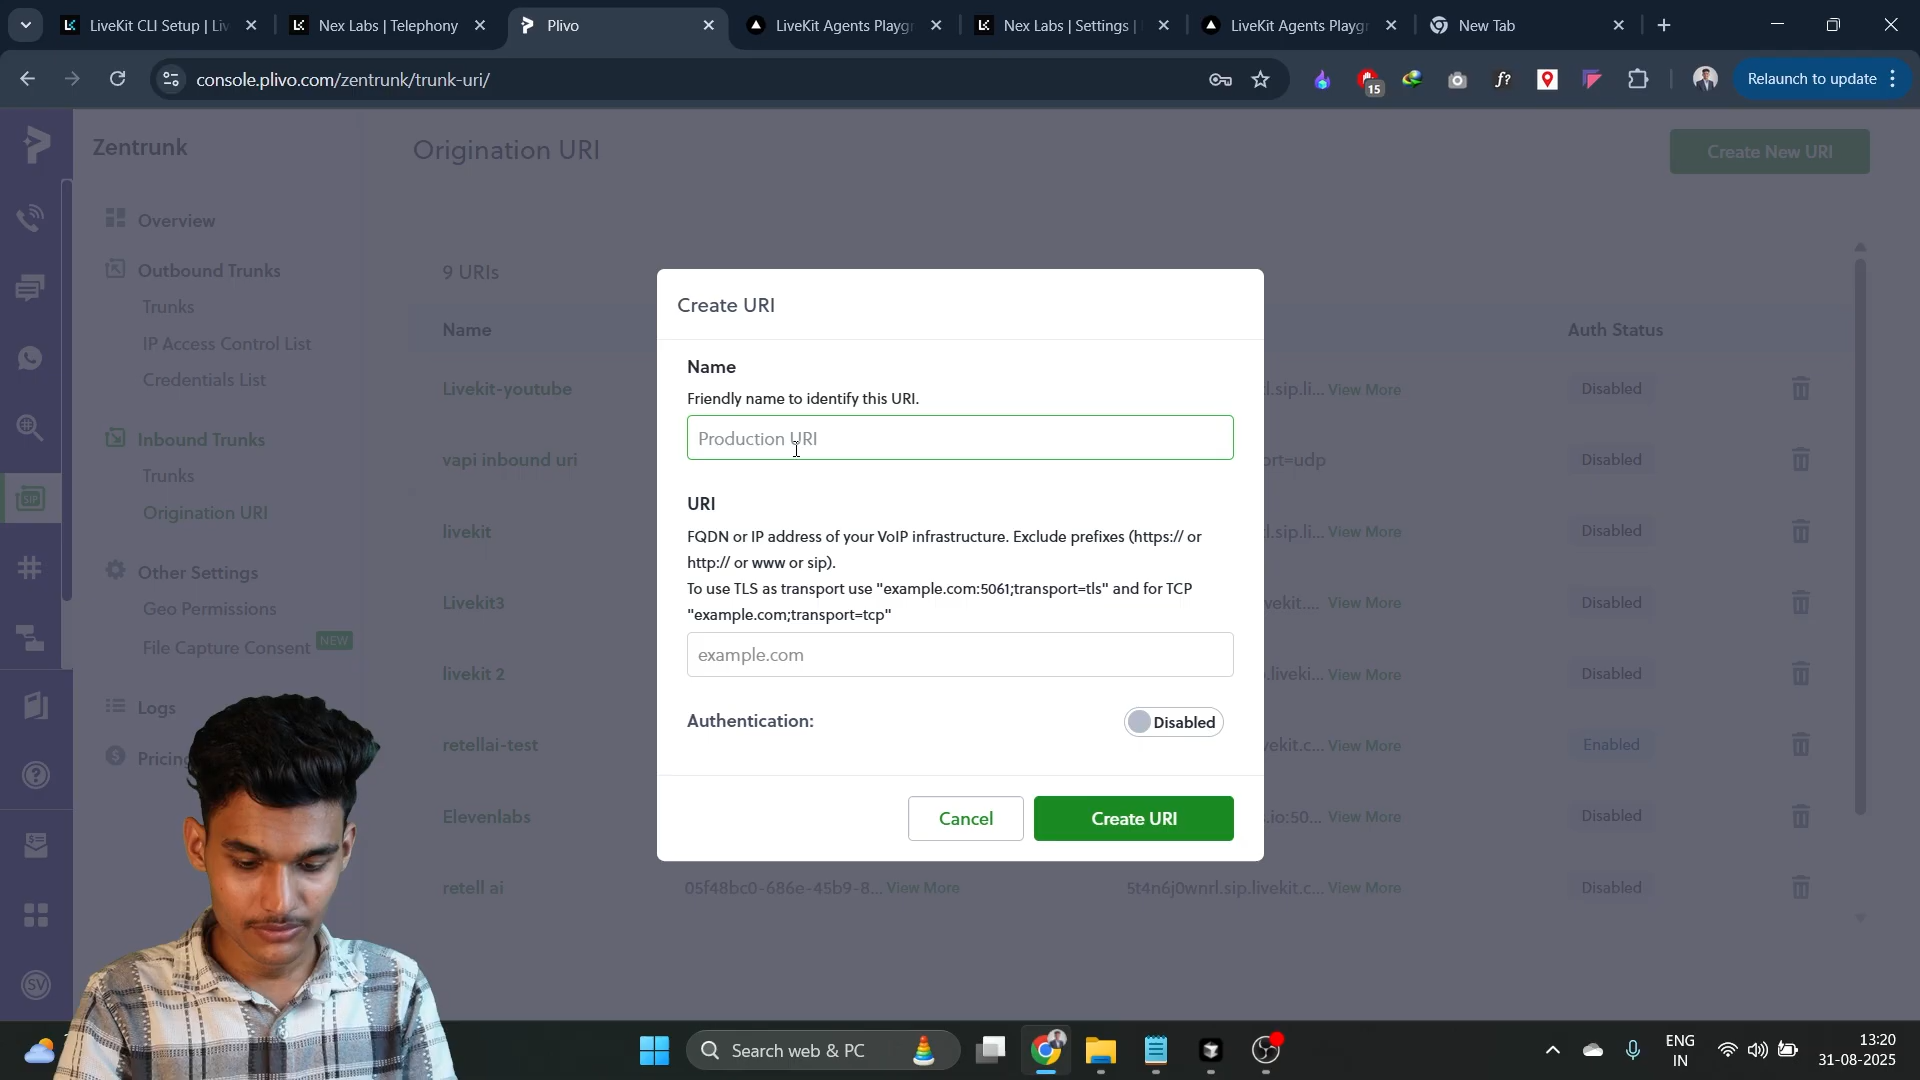 LiveKit CLI Setup | Liv
Nex Labs | Telephony
Plivo
LiveKit Agents Playgr
Nex Labs | Settings |
LiveKit Agents Playgr
New Tab
console.plivo.com/zentrunk/trunk-uri/
15
f?
Relaunch to update
Zentrunk
Origination URI
Create New URI
Overview
Outbound Trunks
Trunks
IP Access Control List
Credentials List
Inbound Trunks
Trunks
Origination URI
Other Settings
Geo Permissions
File Capture Consent NEW
Logs
Pricing
SIP
SV
9 URIs
Name
Auth Status
Livekit-youtube
l.sip.li... View More
Disabled
vapi inbound uri
ort=udp
Disabled
livekit
l.sip.li... View More
Disabled
Livekit3
vekit.... View More
Disabled
livekit 2
.liveki... View More
Disabled
retellai-test
vekit.c... View More
Enabled
Elevenlabs
.io:50... View More
Disabled
retell ai
05f48bc0-686e-45b9-8... View More
5t4n6j0wnrl.sip.livekit.c... View More
Disabled
Create URI
Name
Friendly name to identify this URI.
Production URI
URI
FQDN or IP address of your VoIP infrastructure. Exclude prefixes (https:// or
http:// or www or sip).
To use TLS as transport use "example.com:5061;transport=tls" and for TCP
"example.com;transport=tcp"
example.com
Authentication:
Disabled
Cancel
Create URI
Search web & PC
ENG
IN
13:20
31-08-2025